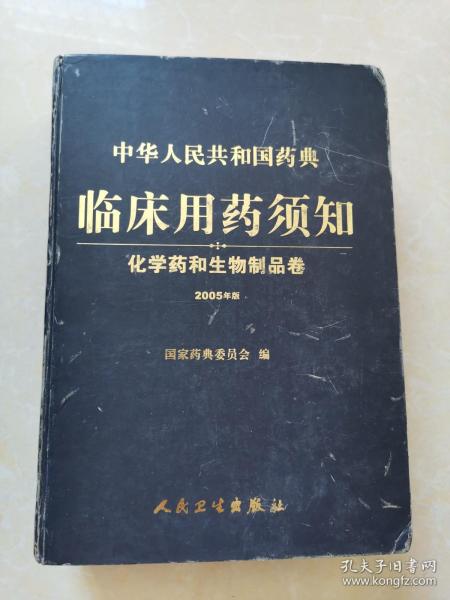 中华人民共和国药典
临床用药须知
化学药和生物制品卷
2005年版
国家药典委员会 编
人民卫生出版社
孔夫子旧书网
www.kongfz.com